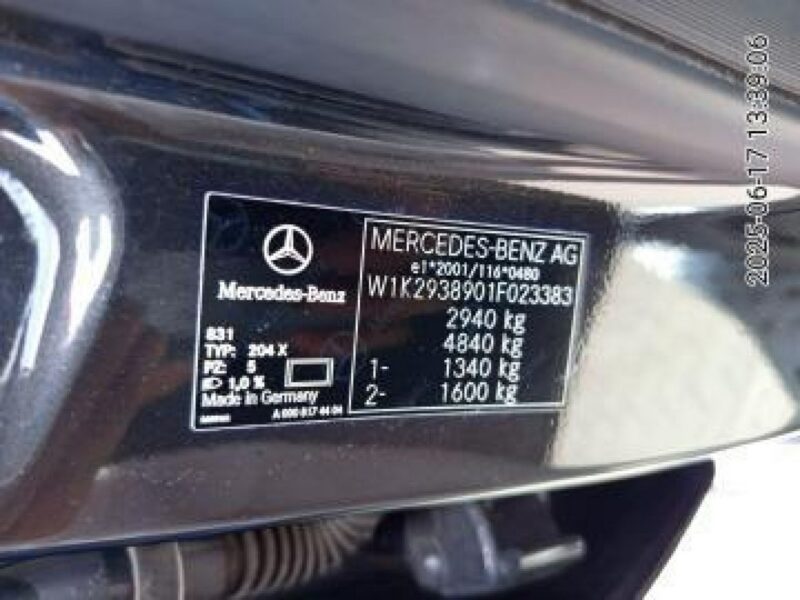 2025-06-17 13:39:06
Mercedes-Benz
831
TYP: 204 X
PZ: 5
1,0 %
Made in Germany
A 000 817 44 04
MERCEDES-BENZ AG
e1*2001/116*0480
W1K2938901F023383
2940 kg
4840 kg
1- 1340 kg
2- 1600 kg